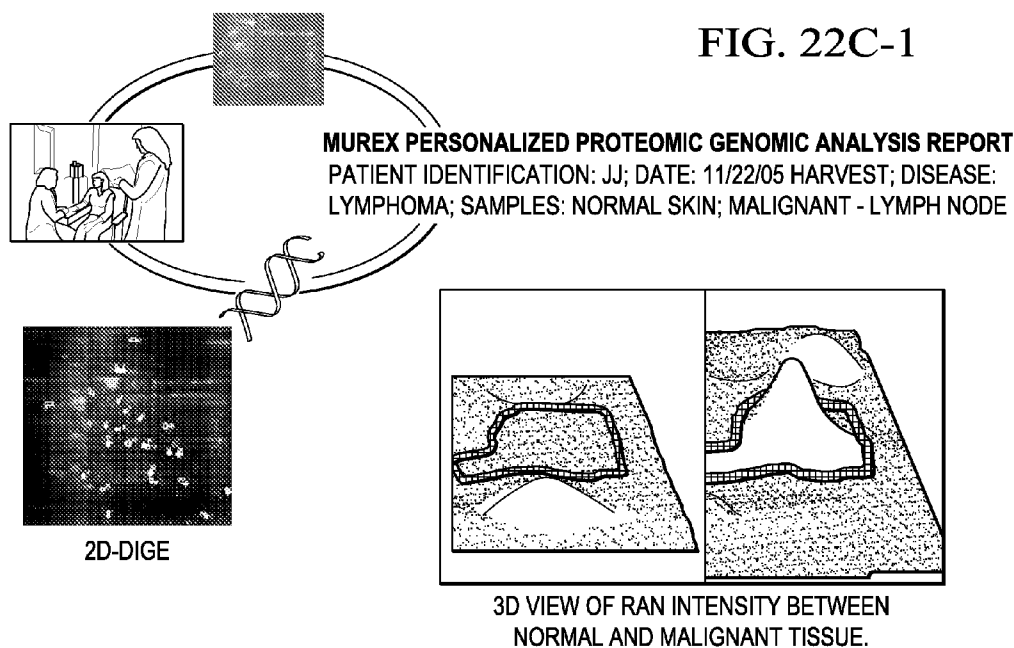 FIG. 22C-1
MUREX PERSONALIZED PROTEOMIC GENOMIC ANALYSIS REPORT
PATIENT IDENTIFICATION: JJ; DATE: 11/22/05 HARVEST; DISEASE:
LYMPHOMA; SAMPLES: NORMAL SKIN; MALIGNANT - LYMPH NODE
2D-DIGE
3D VIEW OF RAN INTENSITY BETWEEN
NORMAL AND MALIGNANT TISSUE.